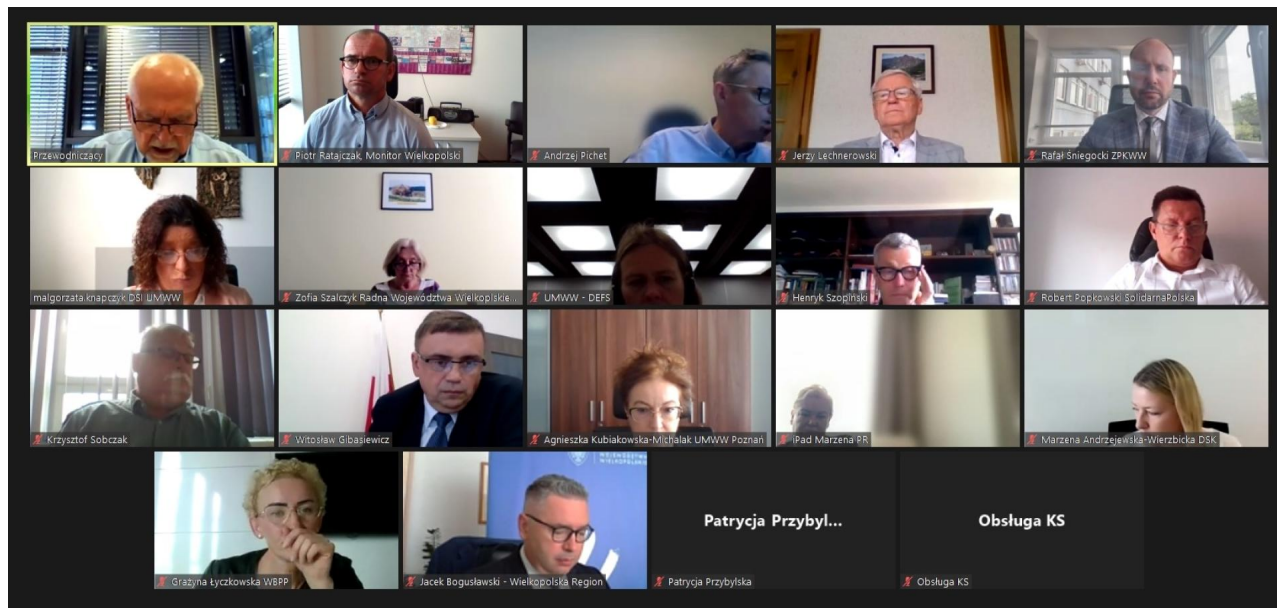 Przewodniczący
Piotr Ratajczak, Monitor Wielkopolski
Andrzej Pichet
Jerzy Lechnerowski
Rafał Śniegocki ZPKWW
malgorzata.knapczyk DSI UMWW
Zofia Szalczyk Radna Województwa Wielkoplskie...
UMWW - DEFS
Henryk Szopiński
Robert Popkowski SolidarnaPolska
Krzysztof Sobczak
Witosław Gibasiewicz
Agnieszka Kubiakowska-Michalak UMWW Poznań
iPad Marzena PR
Marzena Andrzejewska-Wierzbicka DSK
Grażyna Łyczkowska WBPP
WIELKOPOLSKI
Jacek Bogusławski - Wielkopolska Region
Patrycja Przybyl...
Patrycja Przybylska
Obsługa KS
Obsługa KS